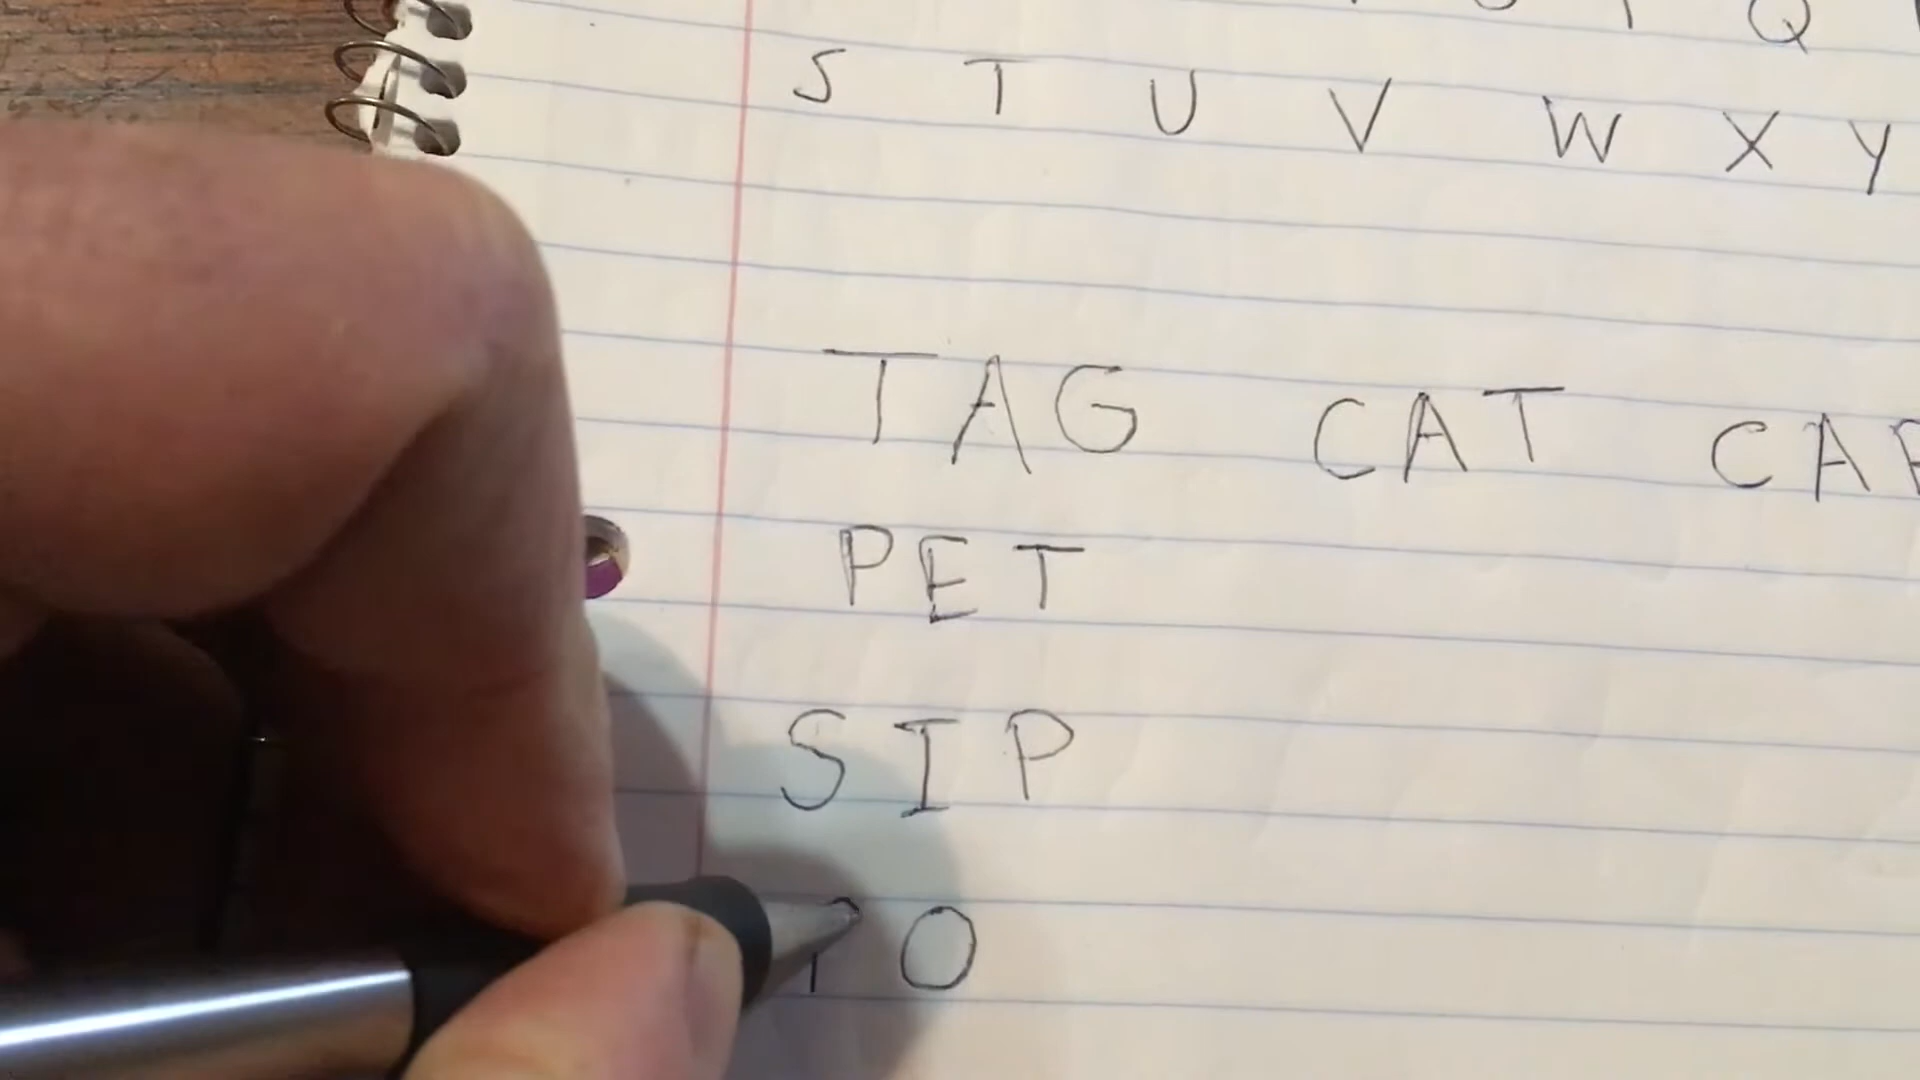 Q
S T U V W X Y
TAG CAT
PET
SIP
O